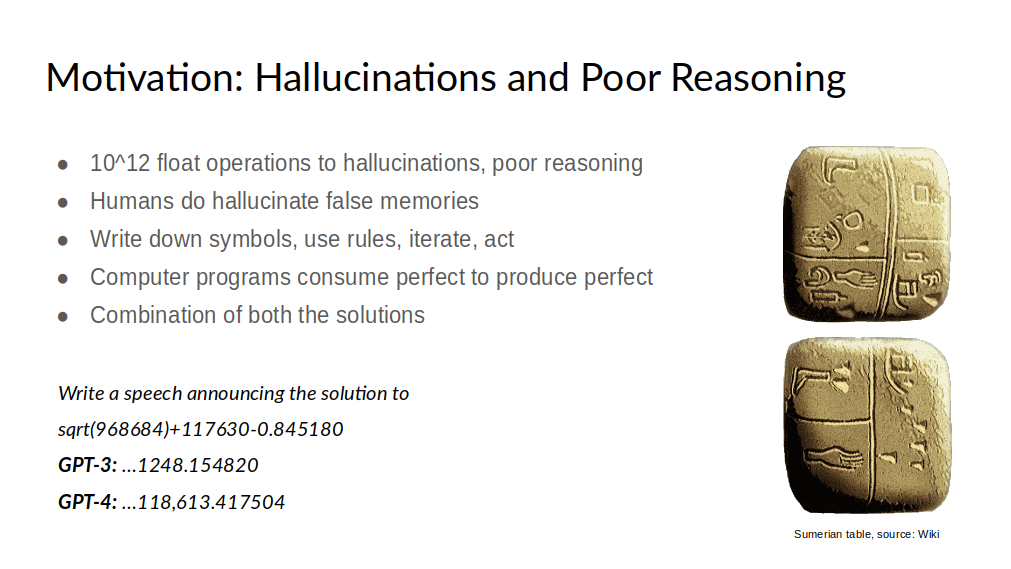 Motivation: Hallucinations and Poor Reasoning
● 10^12 float operations to hallucinations, poor reasoning
● Humans do hallucinate false memories
● Write down symbols, use rules, iterate, act
● Computer programs consume perfect to produce perfect
● Combination of both the solutions
Write a speech announcing the solution to
sqrt(968684)+117630-0.845180
GPT-3: ...1248.154820
GPT-4: ...118,613.417504
Sumerian table, source: Wiki